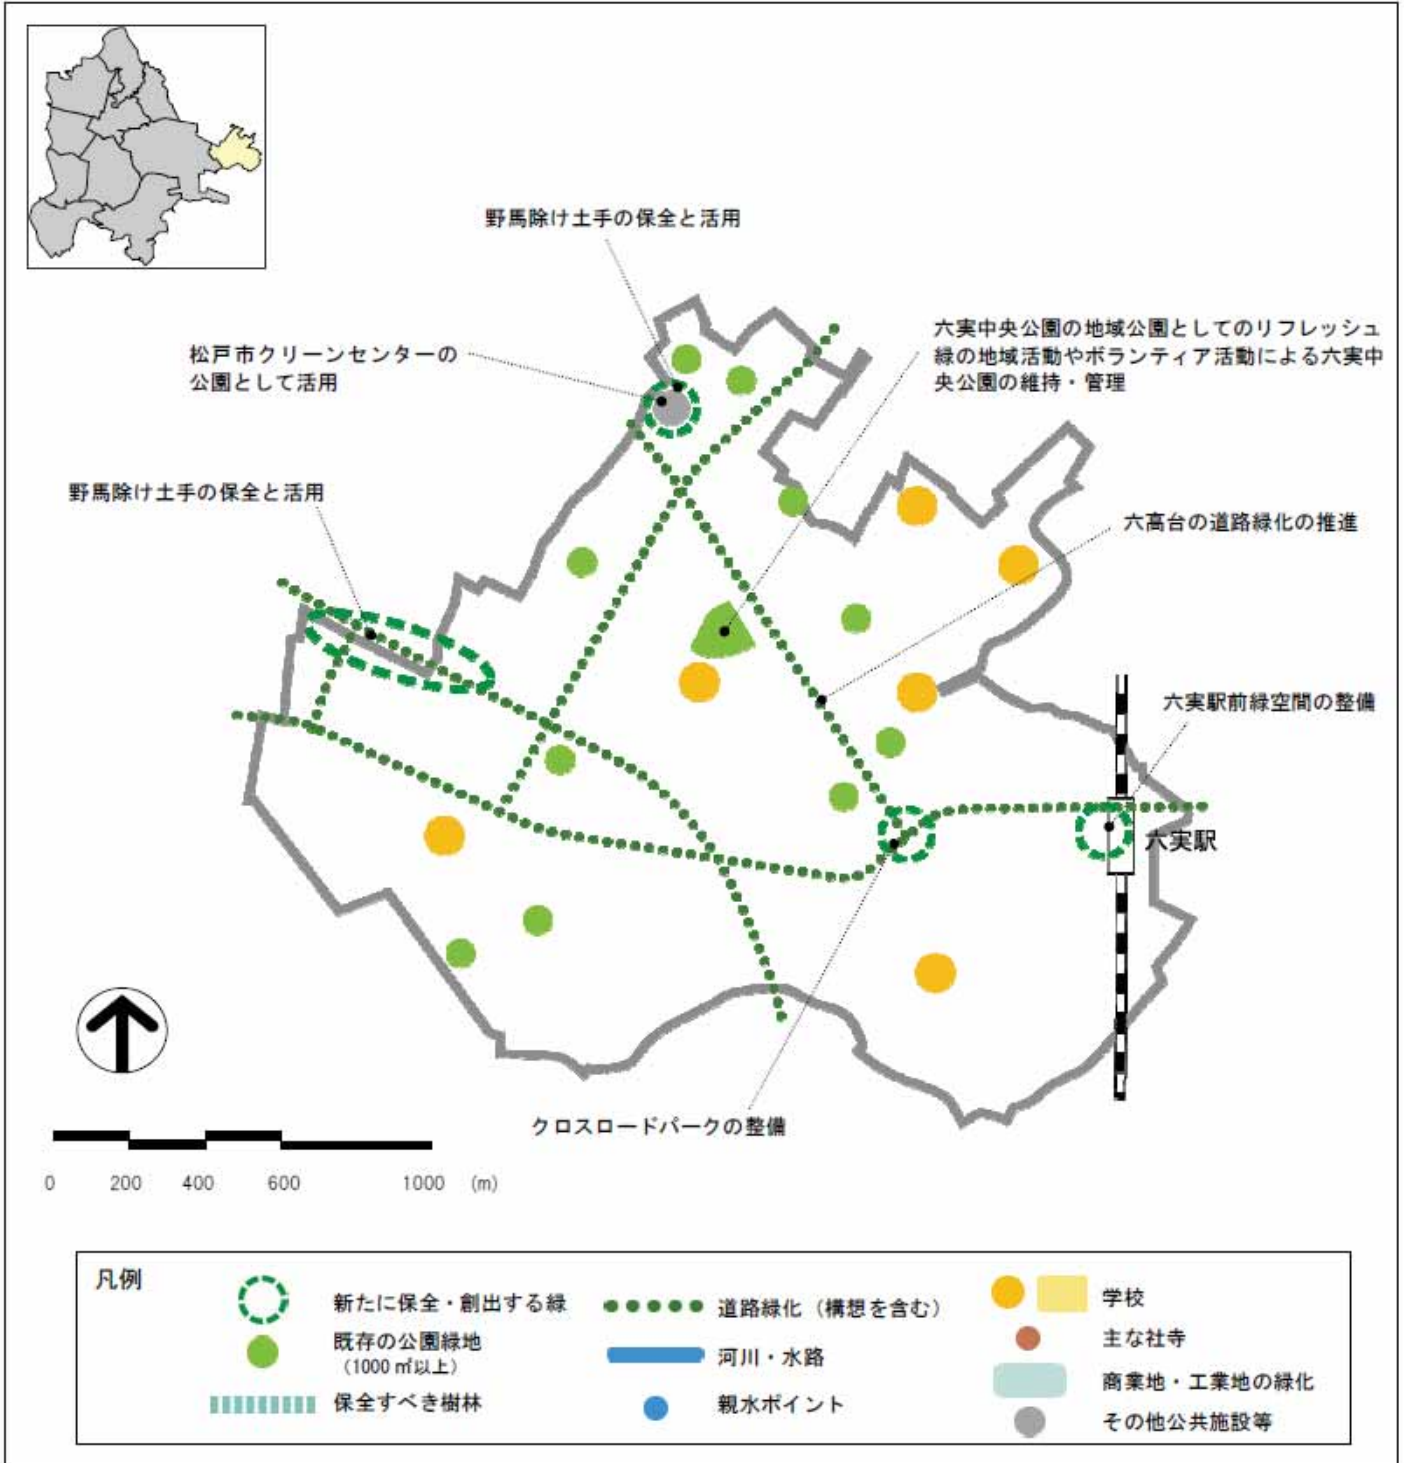 野馬除け土手の保全と活用
六実中央公園の地域公園としてのリフレッシュ
緑の地域活動やボランティア活動による六実中
央公園の維持・管理
松戸市クリーンセンターの
公園として活用
野馬除け土手の保全と活用
六高台の道路緑化の推進
六実駅前緑空間の整備
六実駅
クロスロードパークの整備
0 200 400 600 1000 (m)
凡例
新たに保全・創出する緑
既存の公園緑地
(1000 ㎡以上)
保全すべき樹林
道路緑化（構想を含む）
河川・水路
親水ポイント
学校
主な社寺
商業地・工業地の緑化
その他公共施設等